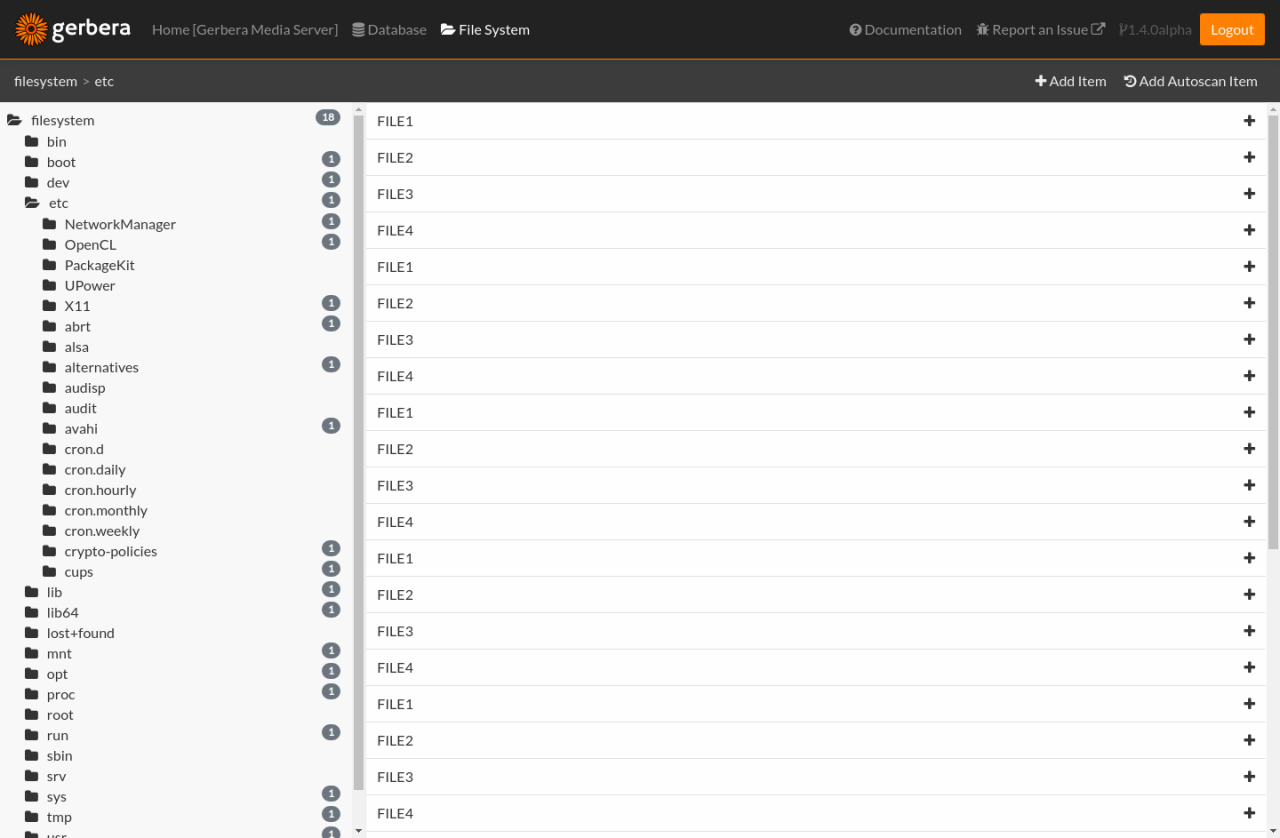 gerbera Home [Gerbera Media Server] Database File System Documentation Report an Issue 1.4.0alpha Logout
filesystem > etc Add Item Add Autoscan Item
filesystem 18
bin
boot 1
dev 1
etc 1
NetworkManager 1
OpenCL 1
PackageKit
UPower
X11 1
abrt 1
alsa
alternatives 1
audisp
audit
avahi 1
cron.d
cron.daily
cron.hourly
cron.monthly
cron.weekly
crypto-policies 1
cups 1
lib 1
lib64 1
lost+found
mnt 1
opt 1
proc 1
root
run 1
sbin
srv
sys 1
tmp 1
usr 1
FILE1
FILE2
FILE3
FILE4
FILE1
FILE2
FILE3
FILE4
FILE1
FILE2
FILE3
FILE4
FILE1
FILE2
FILE3
FILE4
FILE1
FILE2
FILE3
FILE4